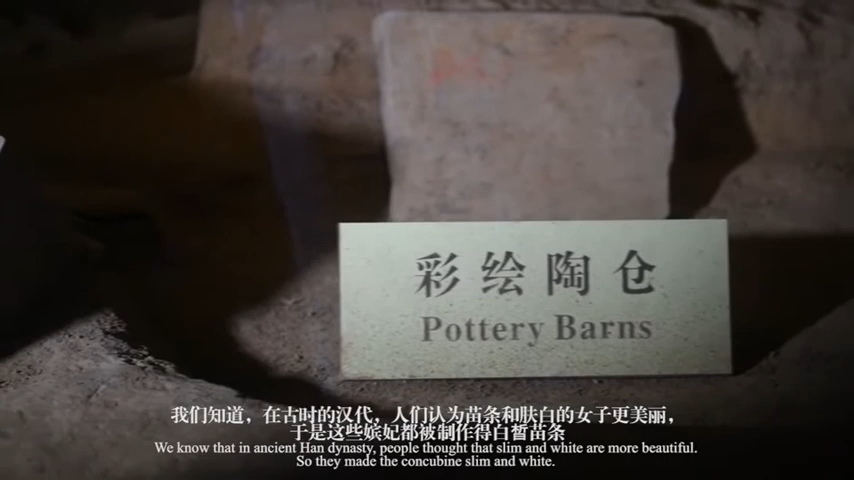 彩绘陶仓
Pottery Barns
我们知道，在古时的汉代，人们认为苗条和肤白的女子更美丽，
于是这些嫔妃都被制作得白皙苗条
We know that in ancient Han dynasty, people thought that slim and white are more beautiful.
So they made the concubine slim and white.